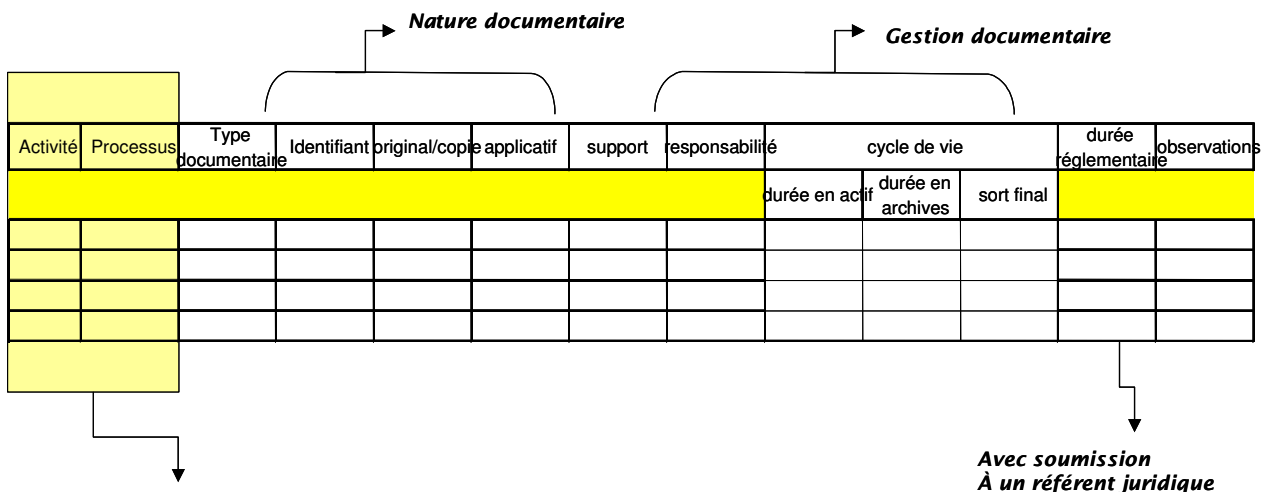 Nature documentaire
Gestion documentaire
Activité Processus Type documentaire Identifiant original/copie applicatif support responsabilité cycle de vie durée réglementaire observations
durée en actif durée en archives sort final
Avec soumission
À un référent juridique